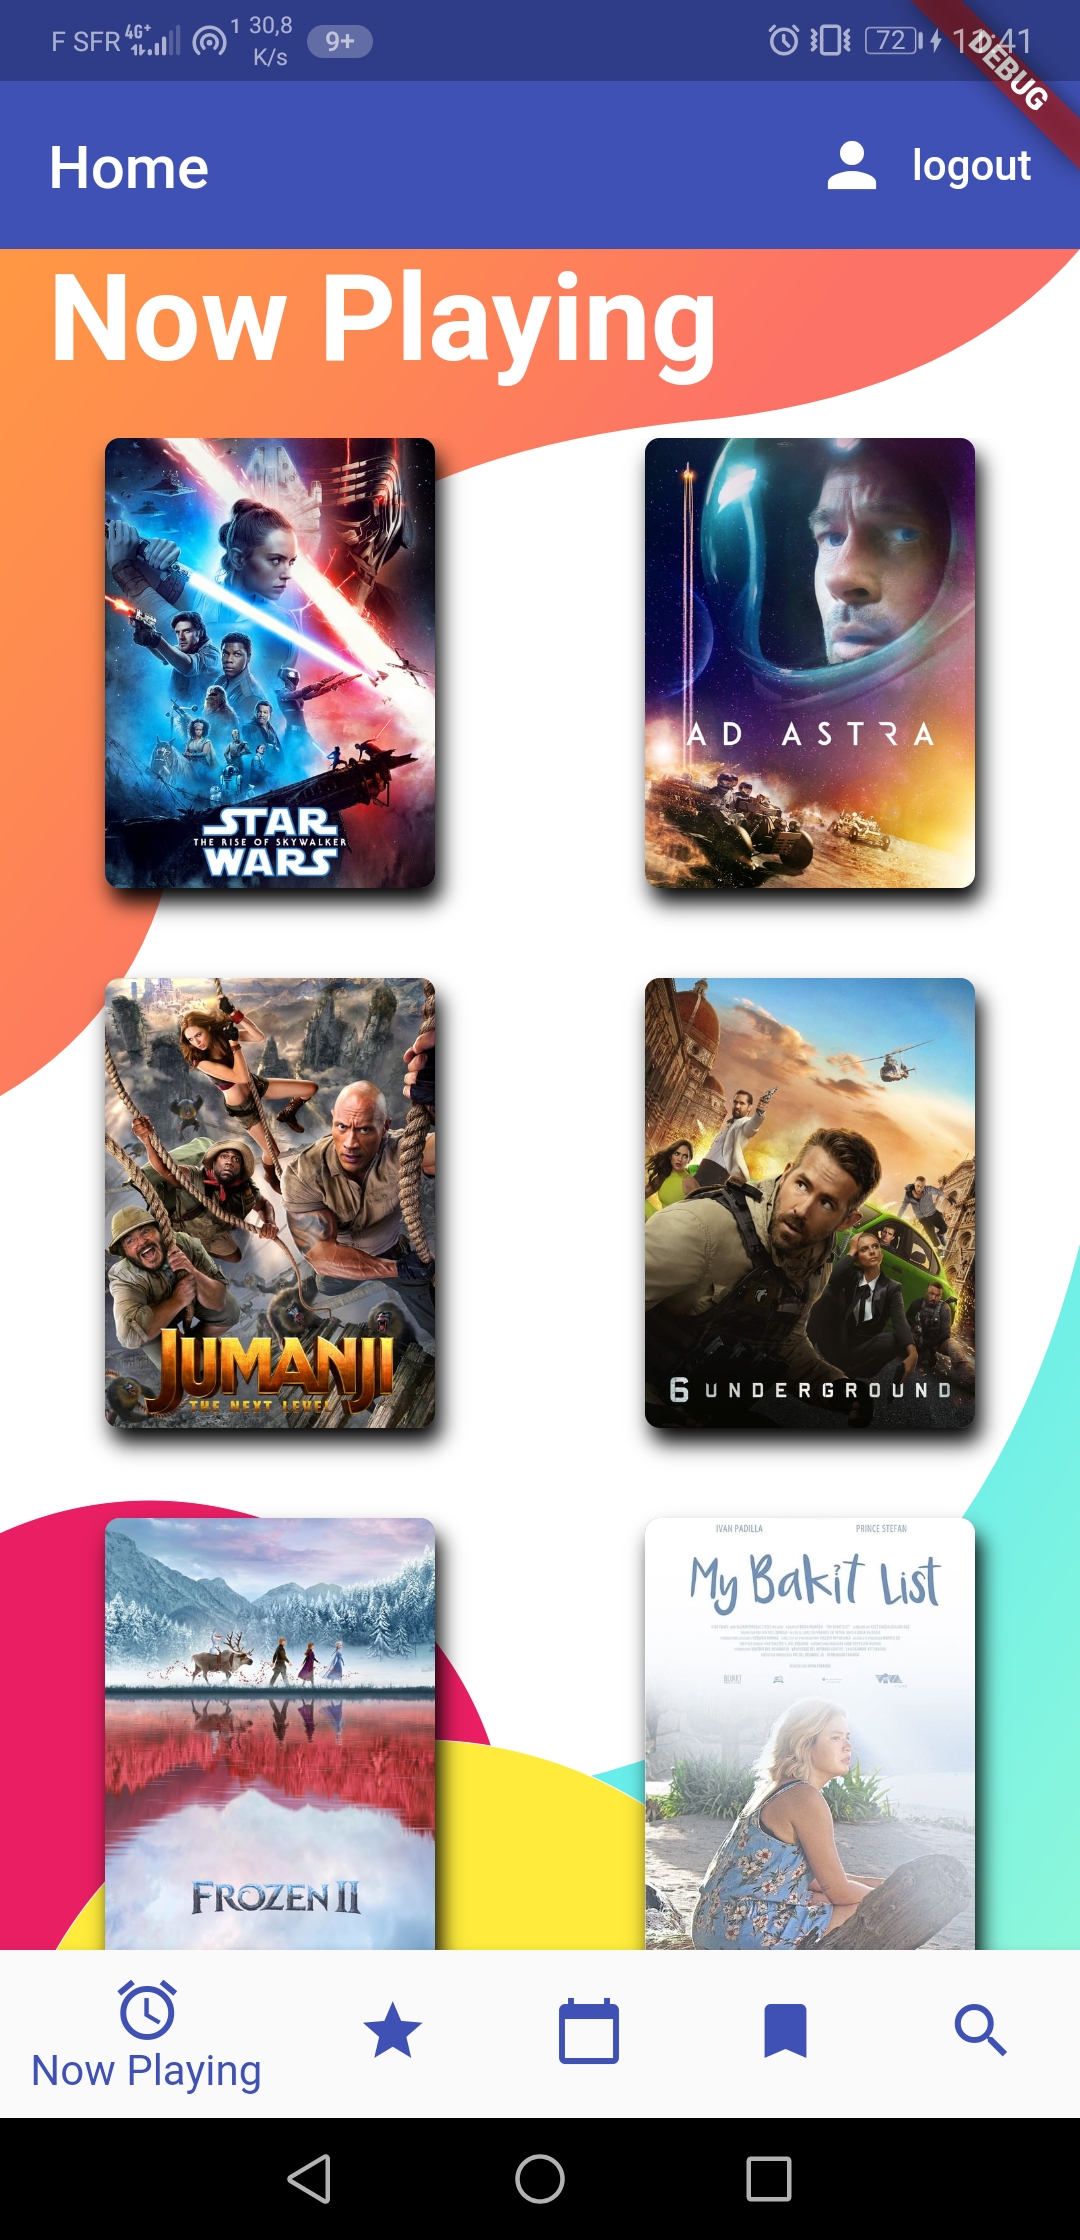 F SFR 4G+ 1 30,8 K/s 9+ 72 11:41
DEBUG
Home logout
Now Playing
STAR
THE RISE OF SKYWALKER
WARS
AD ASTRA
JUMANJI
THE NEXT LEVEL
6 UNDERGROUND
FROZEN II
IVAN PADILLA PRINCE STEFAN
My Bakit? List
VIVA
Now Playing